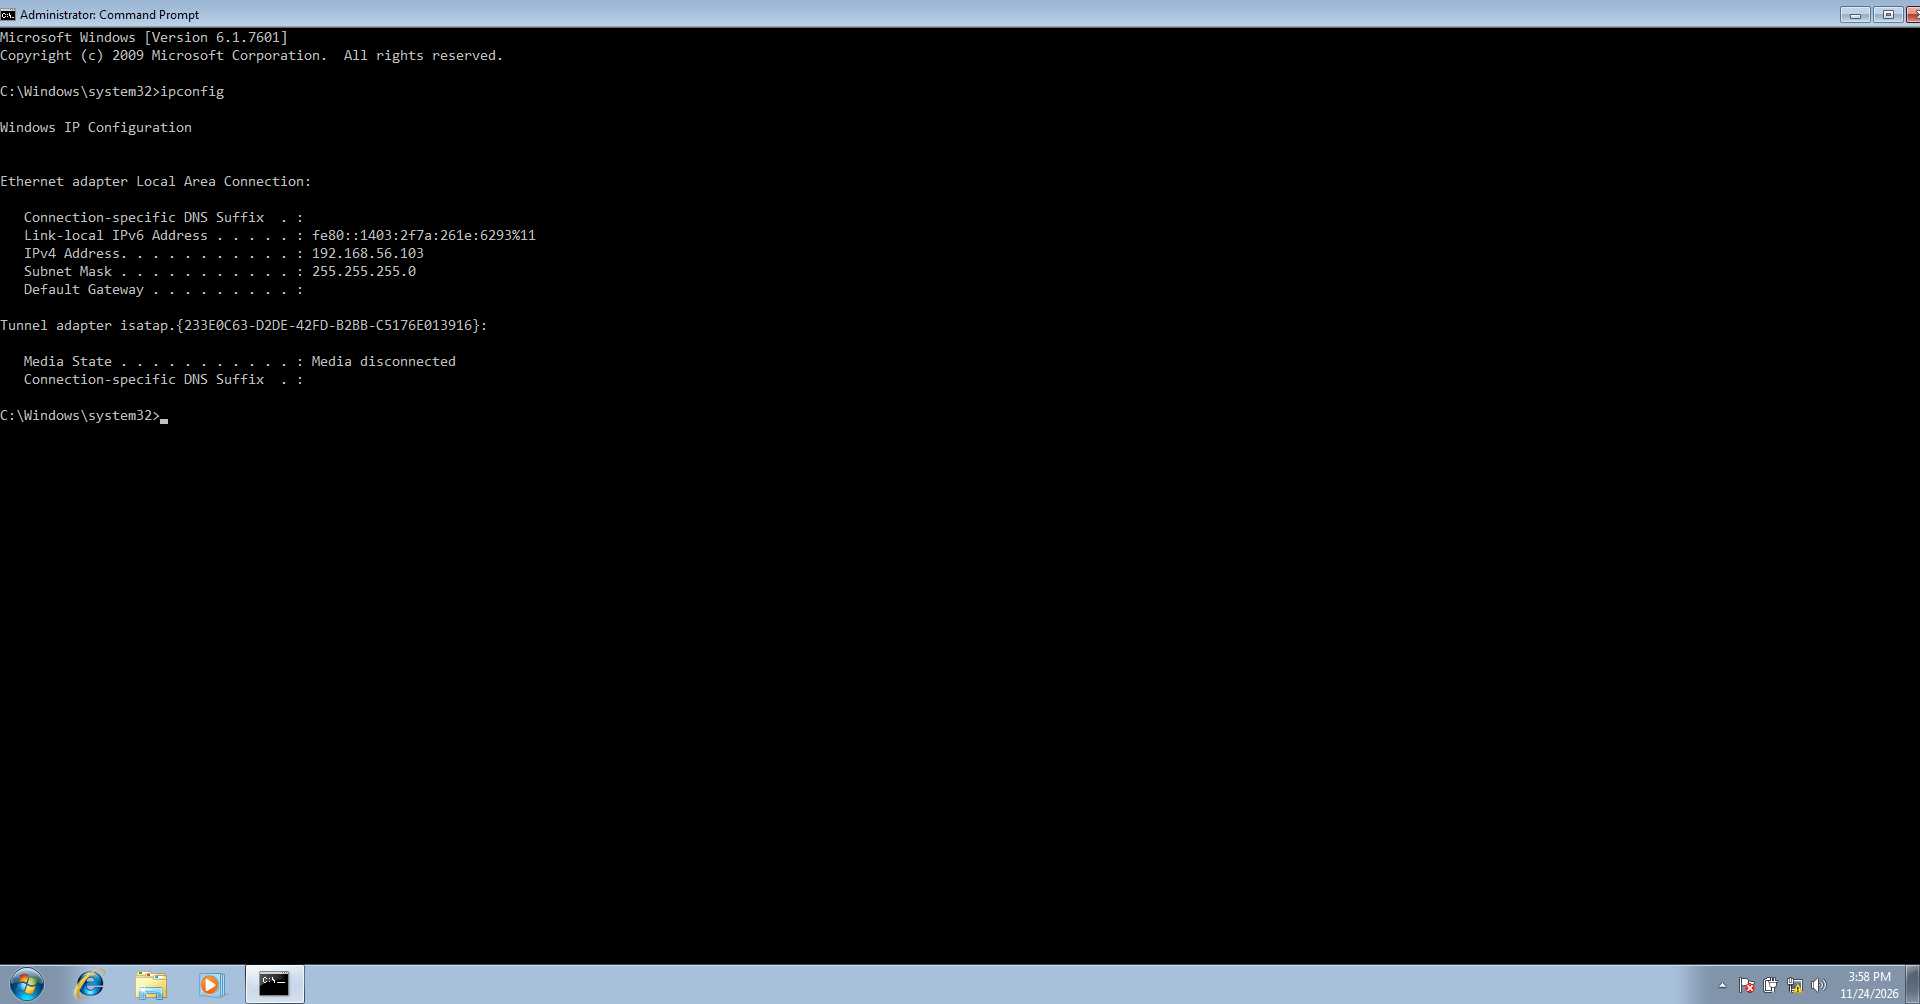 Administrator: Command Prompt
Microsoft Windows [Version 6.1.7601]
Copyright (c) 2009 Microsoft Corporation.  All rights reserved.
C:\Windows\system32>ipconfig
Windows IP Configuration
Ethernet adapter Local Area Connection:
   Connection-specific DNS Suffix  . :
   Link-local IPv6 Address . . . . . : fe80::1403:2f7a:261e:6293%11
   IPv4 Address. . . . . . . . . . . : 192.168.56.103
   Subnet Mask . . . . . . . . . . . : 255.255.255.0
   Default Gateway . . . . . . . . . :
Tunnel adapter isatap.{233E0C63-D2DE-42FD-B2BB-C5176E013916}:
   Media State . . . . . . . . . . . : Media disconnected
   Connection-specific DNS Suffix  . :
C:\Windows\system32>
3:58 PM
11/24/2026